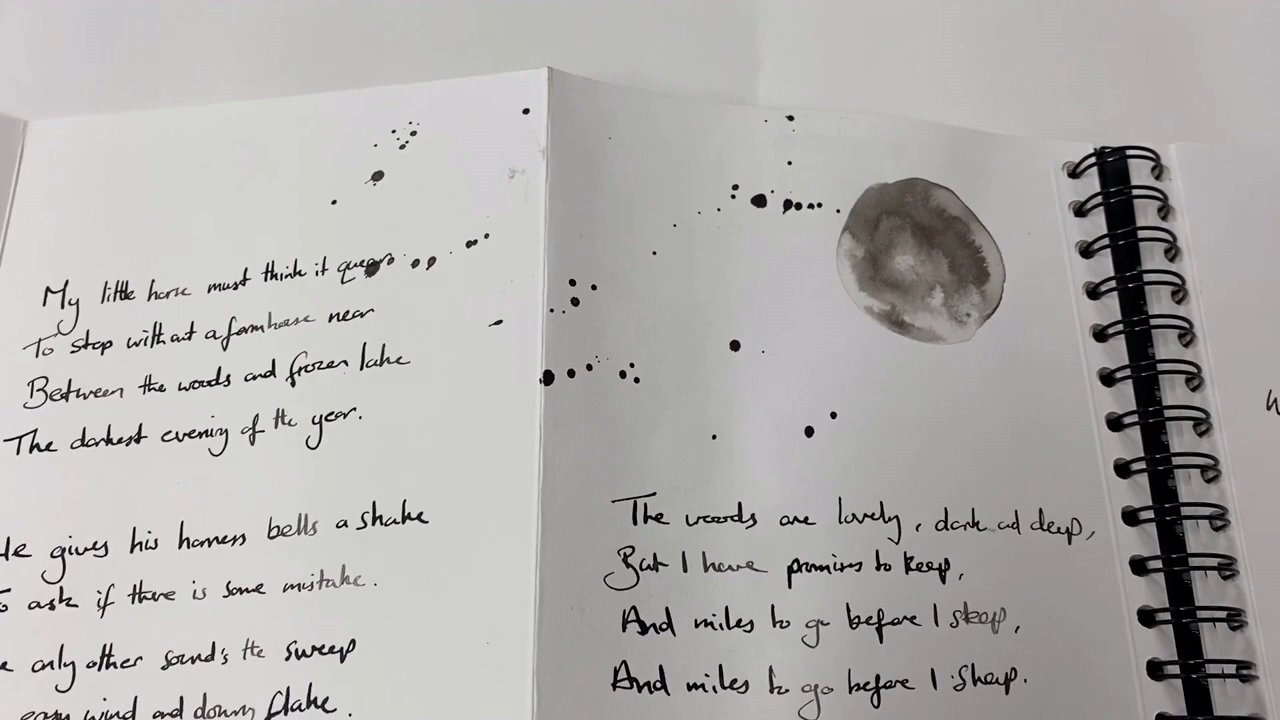 My little horse must think it queer
To stop without a farmhouse near
Between the woods and frozen lake
The darkest evening of the year.
He gives his harness bells a shake
To ask if there is some mistake.
e only other sound's the sweep
easy wind and downy flake.
The woods are lovely, dark and deep,
But I have promises to keep,
And miles to go before I sleep,
And miles to go before I sleep.